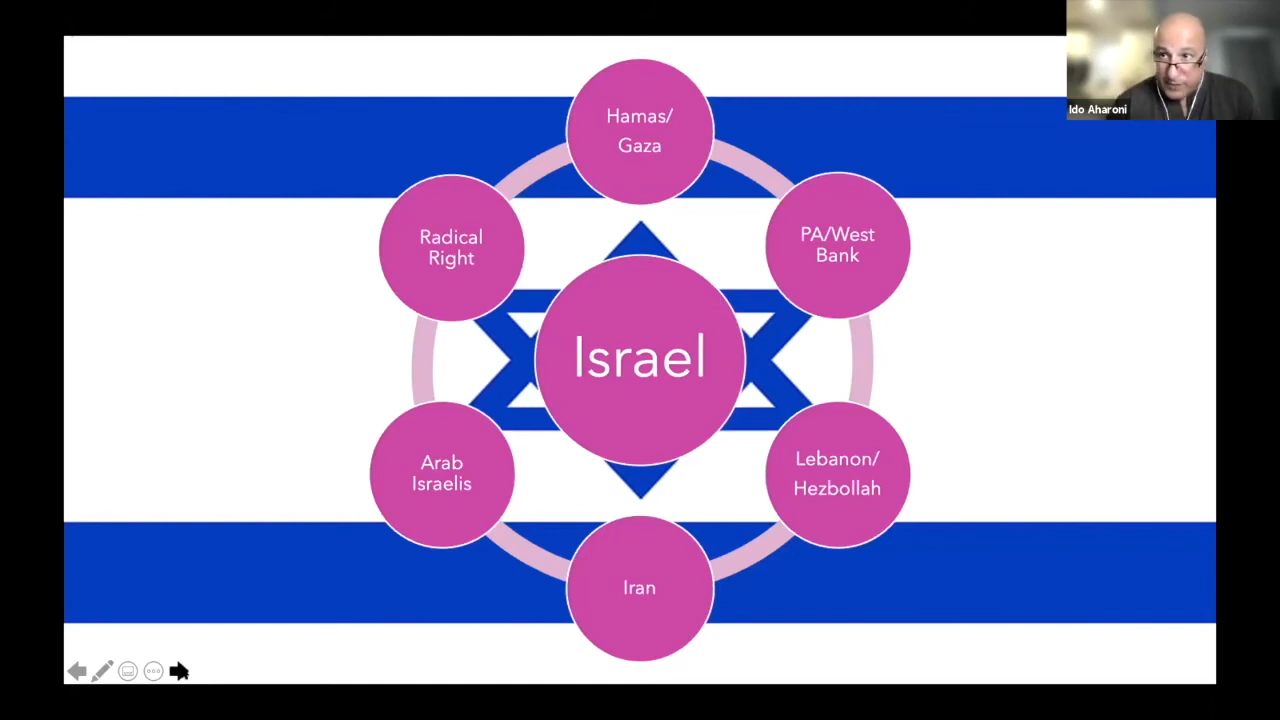 Ido Aharoni
Hamas/
Gaza
PA/West
Bank
Lebanon/
Hezbollah
Iran
Arab
Israelis
Radical
Right
Israel